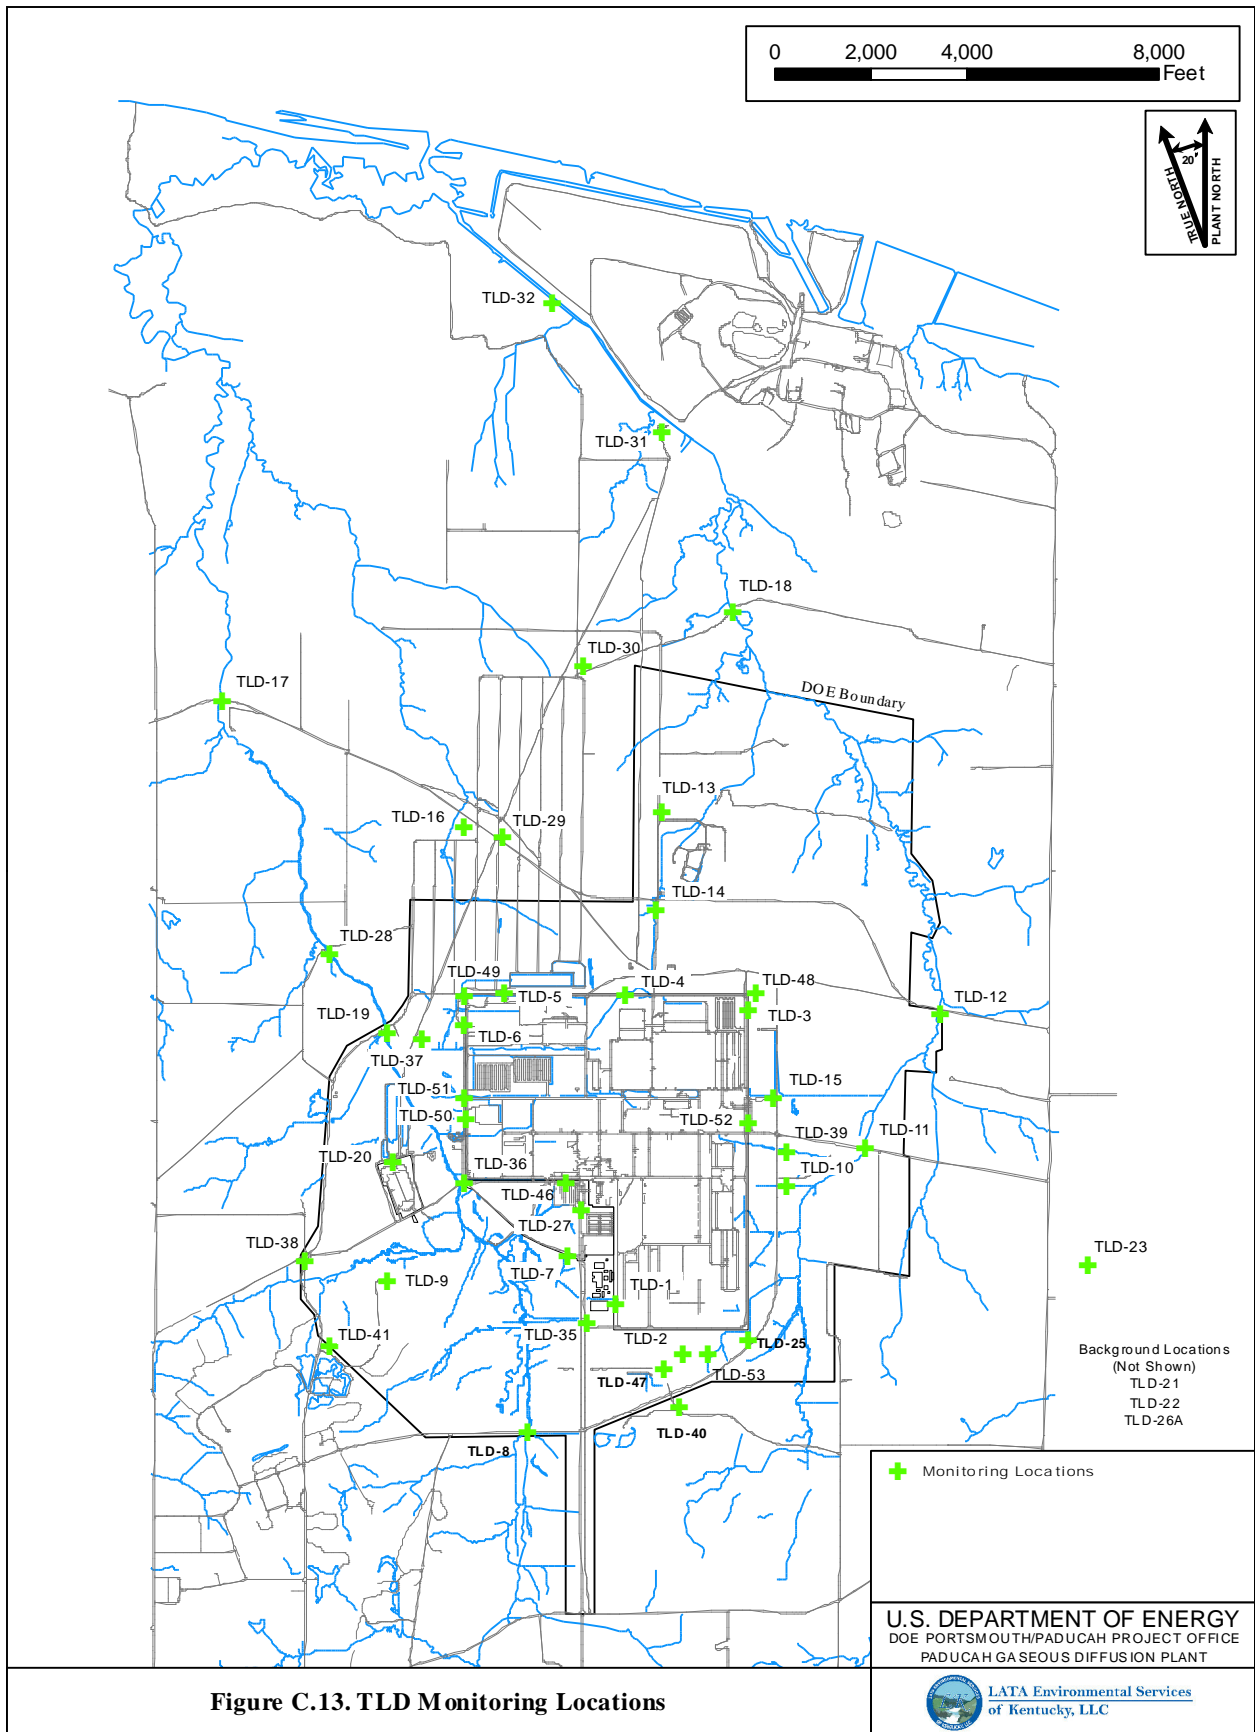 0 2,000 4,000 8,000
Feet
20'
TRUE NORTH
PLANT NORTH
TLD-32
TLD-31
TLD-18
TLD-30
TLD-17
DOE Boundary
TLD-13
TLD-16
TLD-29
TLD-14
TLD-28
TLD-49
TLD-4
TLD-48
TLD-5
TLD-12
TLD-19
TLD-3
TLD-6
TLD-37
TLD-51
TLD-15
TLD-50
TLD-52
TLD-39
TLD-11
TLD-20
TLD-36
TLD-10
TLD-46
TLD-27
TLD-38
TLD-23
TLD-7
TLD-9
TLD-1
TLD-35
TLD-2
TLD-25
TLD-41
TLD-53
TLD-47
TLD-40
TLD-8
Background Locations
(Not Shown)
TLD-21
TLD-22
TLD-26A
Monitoring Locations
U.S. DEPARTMENT OF ENERGY
DOE PORTSMOUTH/PADUCAH PROJECT OFFICE
PADUCAH GASEOUS DIFFUSION PLANT
Figure C.13. TLD Monitoring Locations
LATA Environmental Services
of Kentucky, LLC